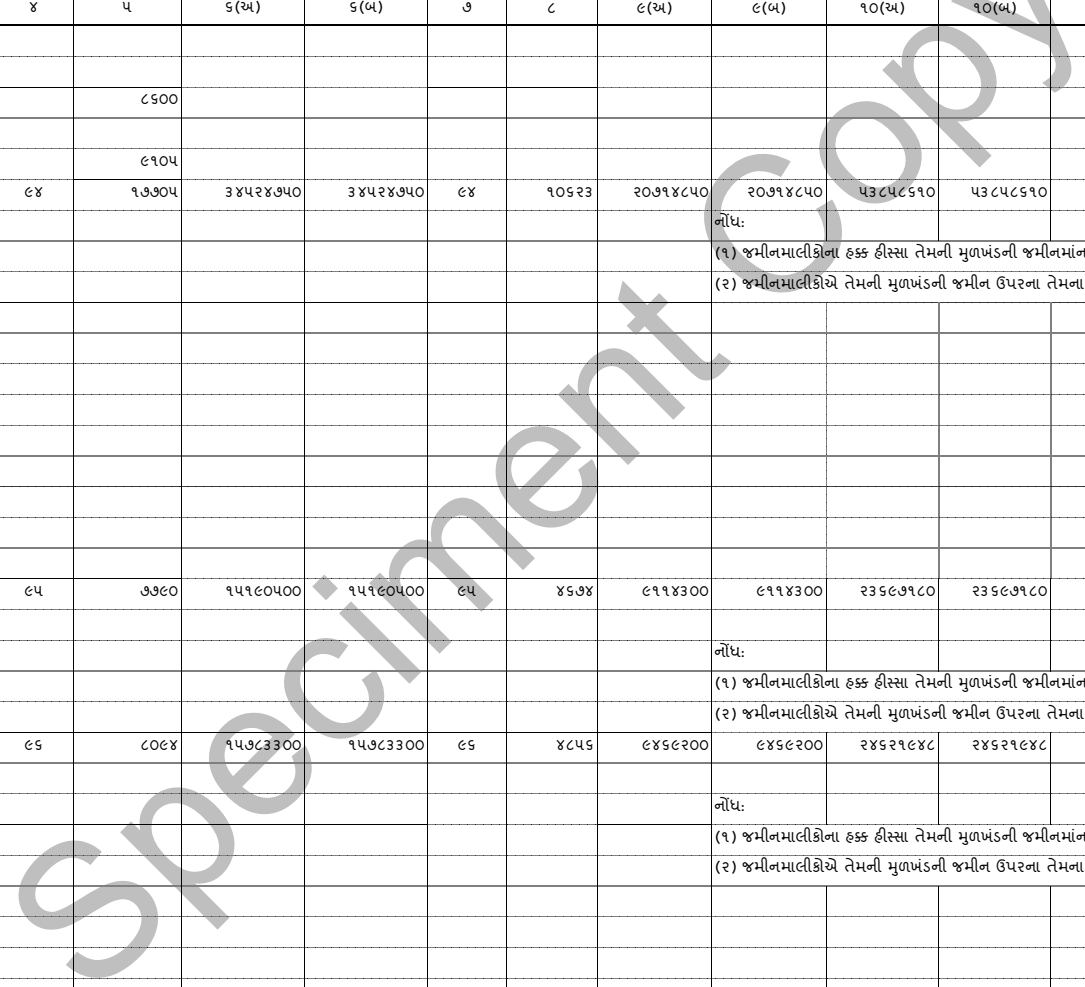 ૪ ૫ ૬(અ) ૬(બ) ૭ ૮ ૯(અ) ૯(બ) ૧૦(અ) ૧૦(બ)
૮૬૦૦
૯૧૦૫
૯૪ ૧૭૭૦૫ ૩૪૫૨૪૭૫૦ ૩૪૫૨૪૭૫૦ ૯૪ ૧૦૬૨૩ ૨૦૭૧૪૮૫૦ ૨૦૭૧૪૮૫૦ ૫૩૮૫૮૬૧૦ ૫૩૮૫૮૬૧૦
નોંધ:
(૧) જમીનમાલીકોના હક્ક હીસ્સા તેમની મુળખંડની જમીનમાંન
(૨) જમીનમાલીકોએ તેમની મુળખંડની જમીન ઉપરના તેમના
૯૫ ૭૭૯૦ ૧૫૧૯૦૫૦૦ ૧૫૧૯૦૫૦૦ ૯૫ ૪૬૭૪ ૯૧૧૪૩૦૦ ૯૧૧૪૩૦૦ ૨૩૬૯૭૧૮૦ ૨૩૬૯૭૧૮૦
નોંધ:
(૧) જમીનમાલીકોના હક્ક હીસ્સા તેમની મુળખંડની જમીનમાંન
(૨) જમીનમાલીકોએ તેમની મુળખંડની જમીન ઉપરના તેમના
૯૬ ૮૦૯૪ ૧૫૭૮૩૩૦૦ ૧૫૭૮૩૩૦૦ ૯૬ ૪૮૫૬ ૯૪૬૯૨૦૦ ૯૪૬૯૨૦૦ ૨૪૬૨૧૯૪૮ ૨૪૬૨૧૯૪૮
નોંધ:
(૧) જમીનમાલીકોના હક્ક હીસ્સા તેમની મુળખંડની જમીનમાંન
(૨) જમીનમાલીકોએ તેમની મુળખંડની જમીન ઉપરના તેમના
Speciment Copy